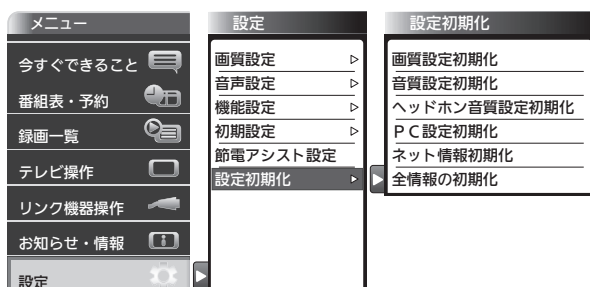 メニュー
今すぐできること
番組表・予約
録画一覧
テレビ操作
リンク機器操作
お知らせ・情報
設定
設定
画質設定
音声設定
機能設定
初期設定
節電アシスト設定
設定初期化
設定初期化
画質設定初期化
音質設定初期化
ヘッドホン音質設定初期化
ＰＣ設定初期化
ネット情報初期化
全情報の初期化